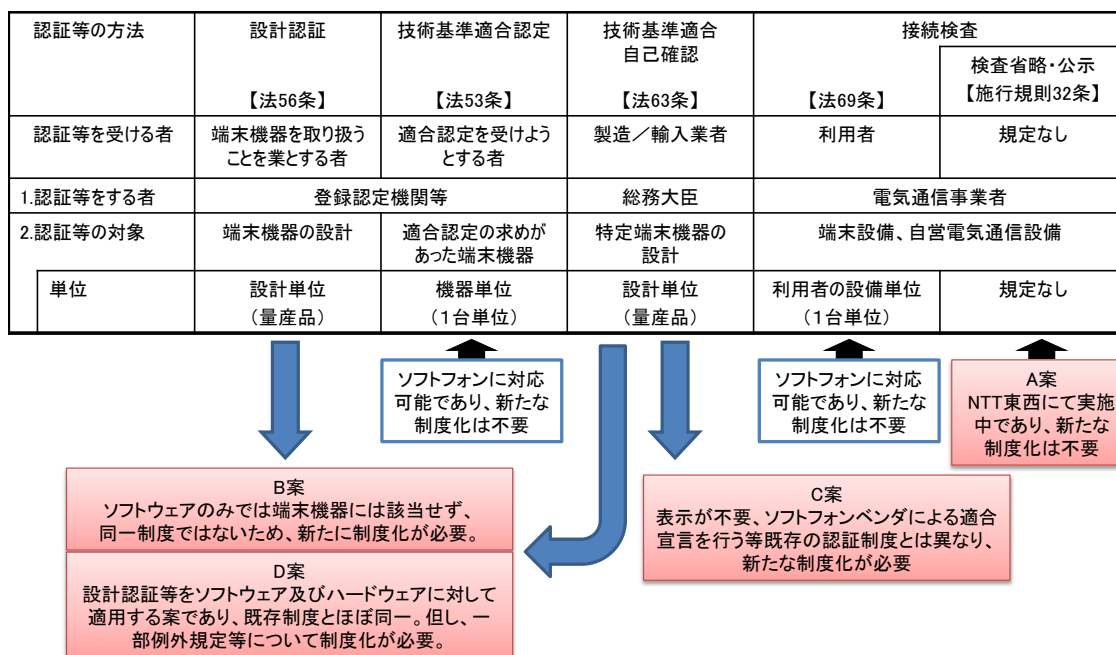 認証等の方法
設計認証
【法56条】
技術基準適合認定
【法53条】
技術基準適合
自己確認
【法63条】
接続検査
【法69条】
検査省略・公示
【施行規則32条】
認証等を受ける者
端末機器を取り扱う
ことを業とする者
適合認定を受けよう
とする者
製造／輸入業者
利用者
規定なし
1.認証等をする者
登録認定機関等
総務大臣
電気通信事業者
2.認証等の対象
端末機器の設計
適合認定の求めが
あった端末機器
特定端末機器の
設計
端末設備、自営電気通信設備
単位
設計単位
（量産品）
機器単位
（１台単位）
設計単位
（量産品）
利用者の設備単位
（１台単位）
規定なし
ソフトフォンに対応
可能であり、新たな
制度化は不要
ソフトフォンに対応
可能であり、新たな
制度化は不要
A案
NTT東西にて実施
中であり、新たな
制度化は不要
B案
ソフトウェアのみでは端末機器には該当せず、
同一制度ではないため、新たに制度化が必要。
C案
表示が不要、ソフトフォンベンダによる適合
宣言を行う等既存の認証制度とは異なり、
新たな制度化が必要
D案
設計認証等をソフトウェア及びハードウェアに対して
適用する案であり、既存制度とほぼ同一。但し、一
部例外規定等について制度化が必要。